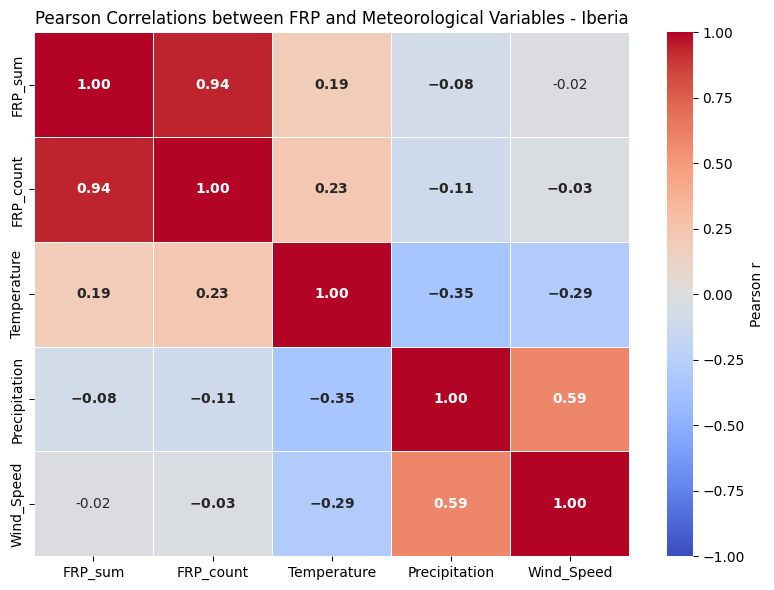 Pearson Correlations between FRP and Meteorological Variables - Iberia
FRP_sum 1.00 0.94 0.19 −0.08 -0.02
FRP_count 0.94 1.00 0.23 −0.11 −0.03
Temperature 0.19 0.23 1.00 −0.35 −0.29
Precipitation −0.08 −0.11 −0.35 1.00 0.59
Wind_Speed -0.02 −0.03 −0.29 0.59 1.00
FRP_sum FRP_count Temperature Precipitation Wind_Speed
1.00
0.75
0.50
0.25
0.00
−0.25
−0.50
−0.75
−1.00
Pearson r